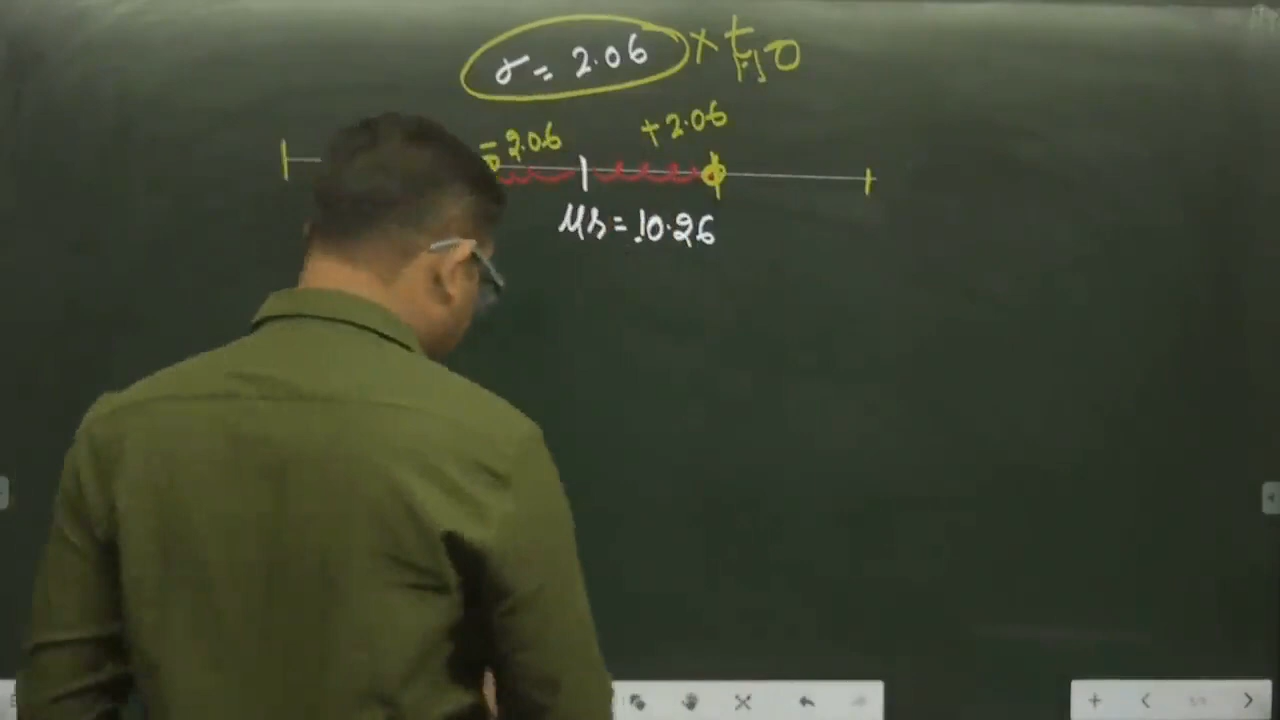 σ = 2.06 ×
-2.06 +2.06
= 10.26